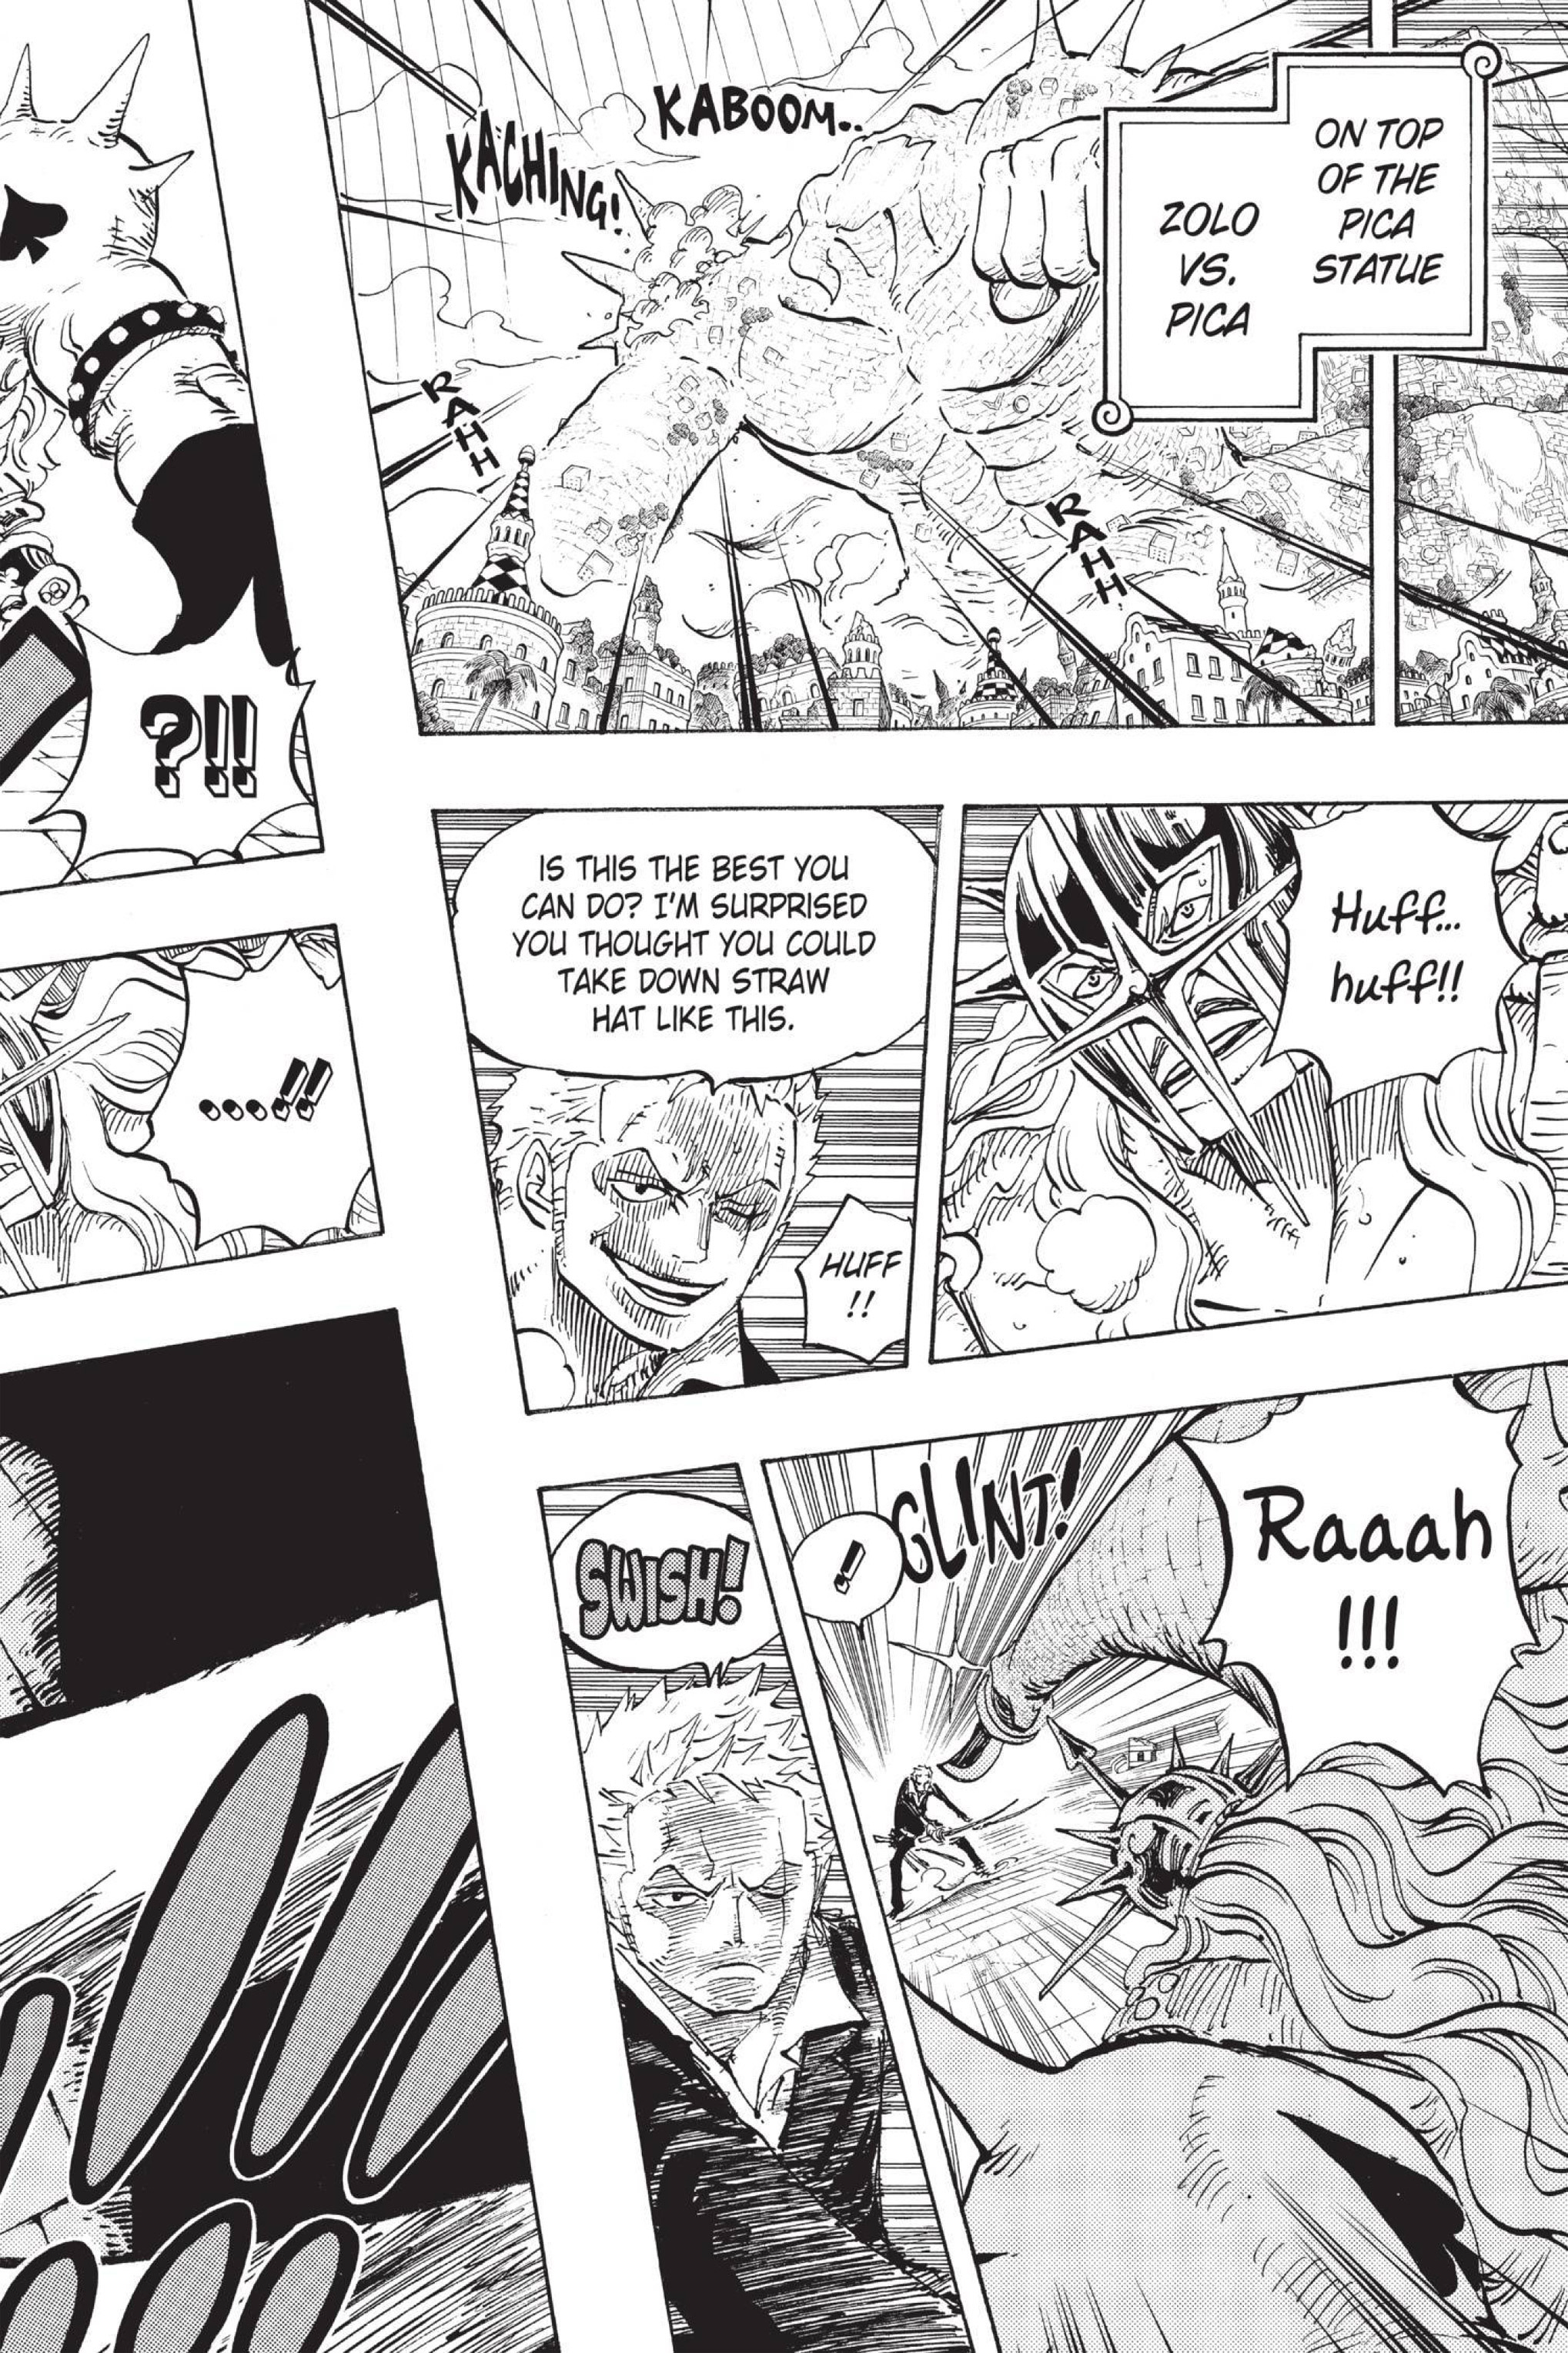 ON TOP
OF THE
PICA
STATUE
ZOLO
VS.
PICA
KABOOM..
KACHING!
RAHH
RAHH
Huff...
huff!!
IS THIS THE BEST YOU
CAN DO? I'M SURPRISED
YOU THOUGHT YOU COULD
TAKE DOWN STRAW
HAT LIKE THIS.
HUFF
!!
?!!
...!!
Raaah
!!!
GLINT!
!!
SWISH!